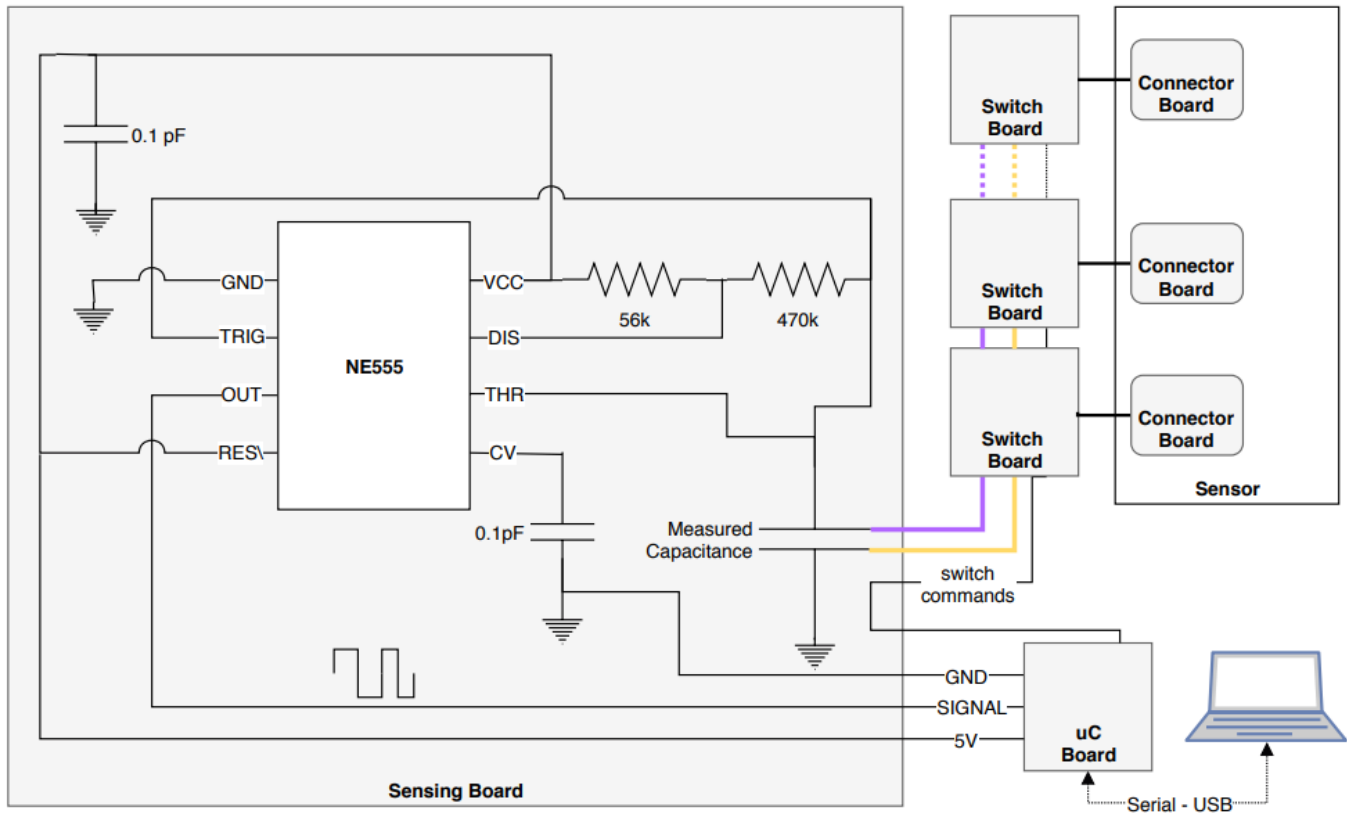 0.1 pF
GND
TRIG
OUT
RES\
NE555
VCC
DIS
THR
CV
56k
470k
0.1pF
Measured
Capacitance
Switch
Board
Connector
Board
Switch
Board
Connector
Board
Switch
Board
Connector
Board
Sensor
switch
commands
GND
SIGNAL
5V
uC
Board
Serial - USB
Sensing Board